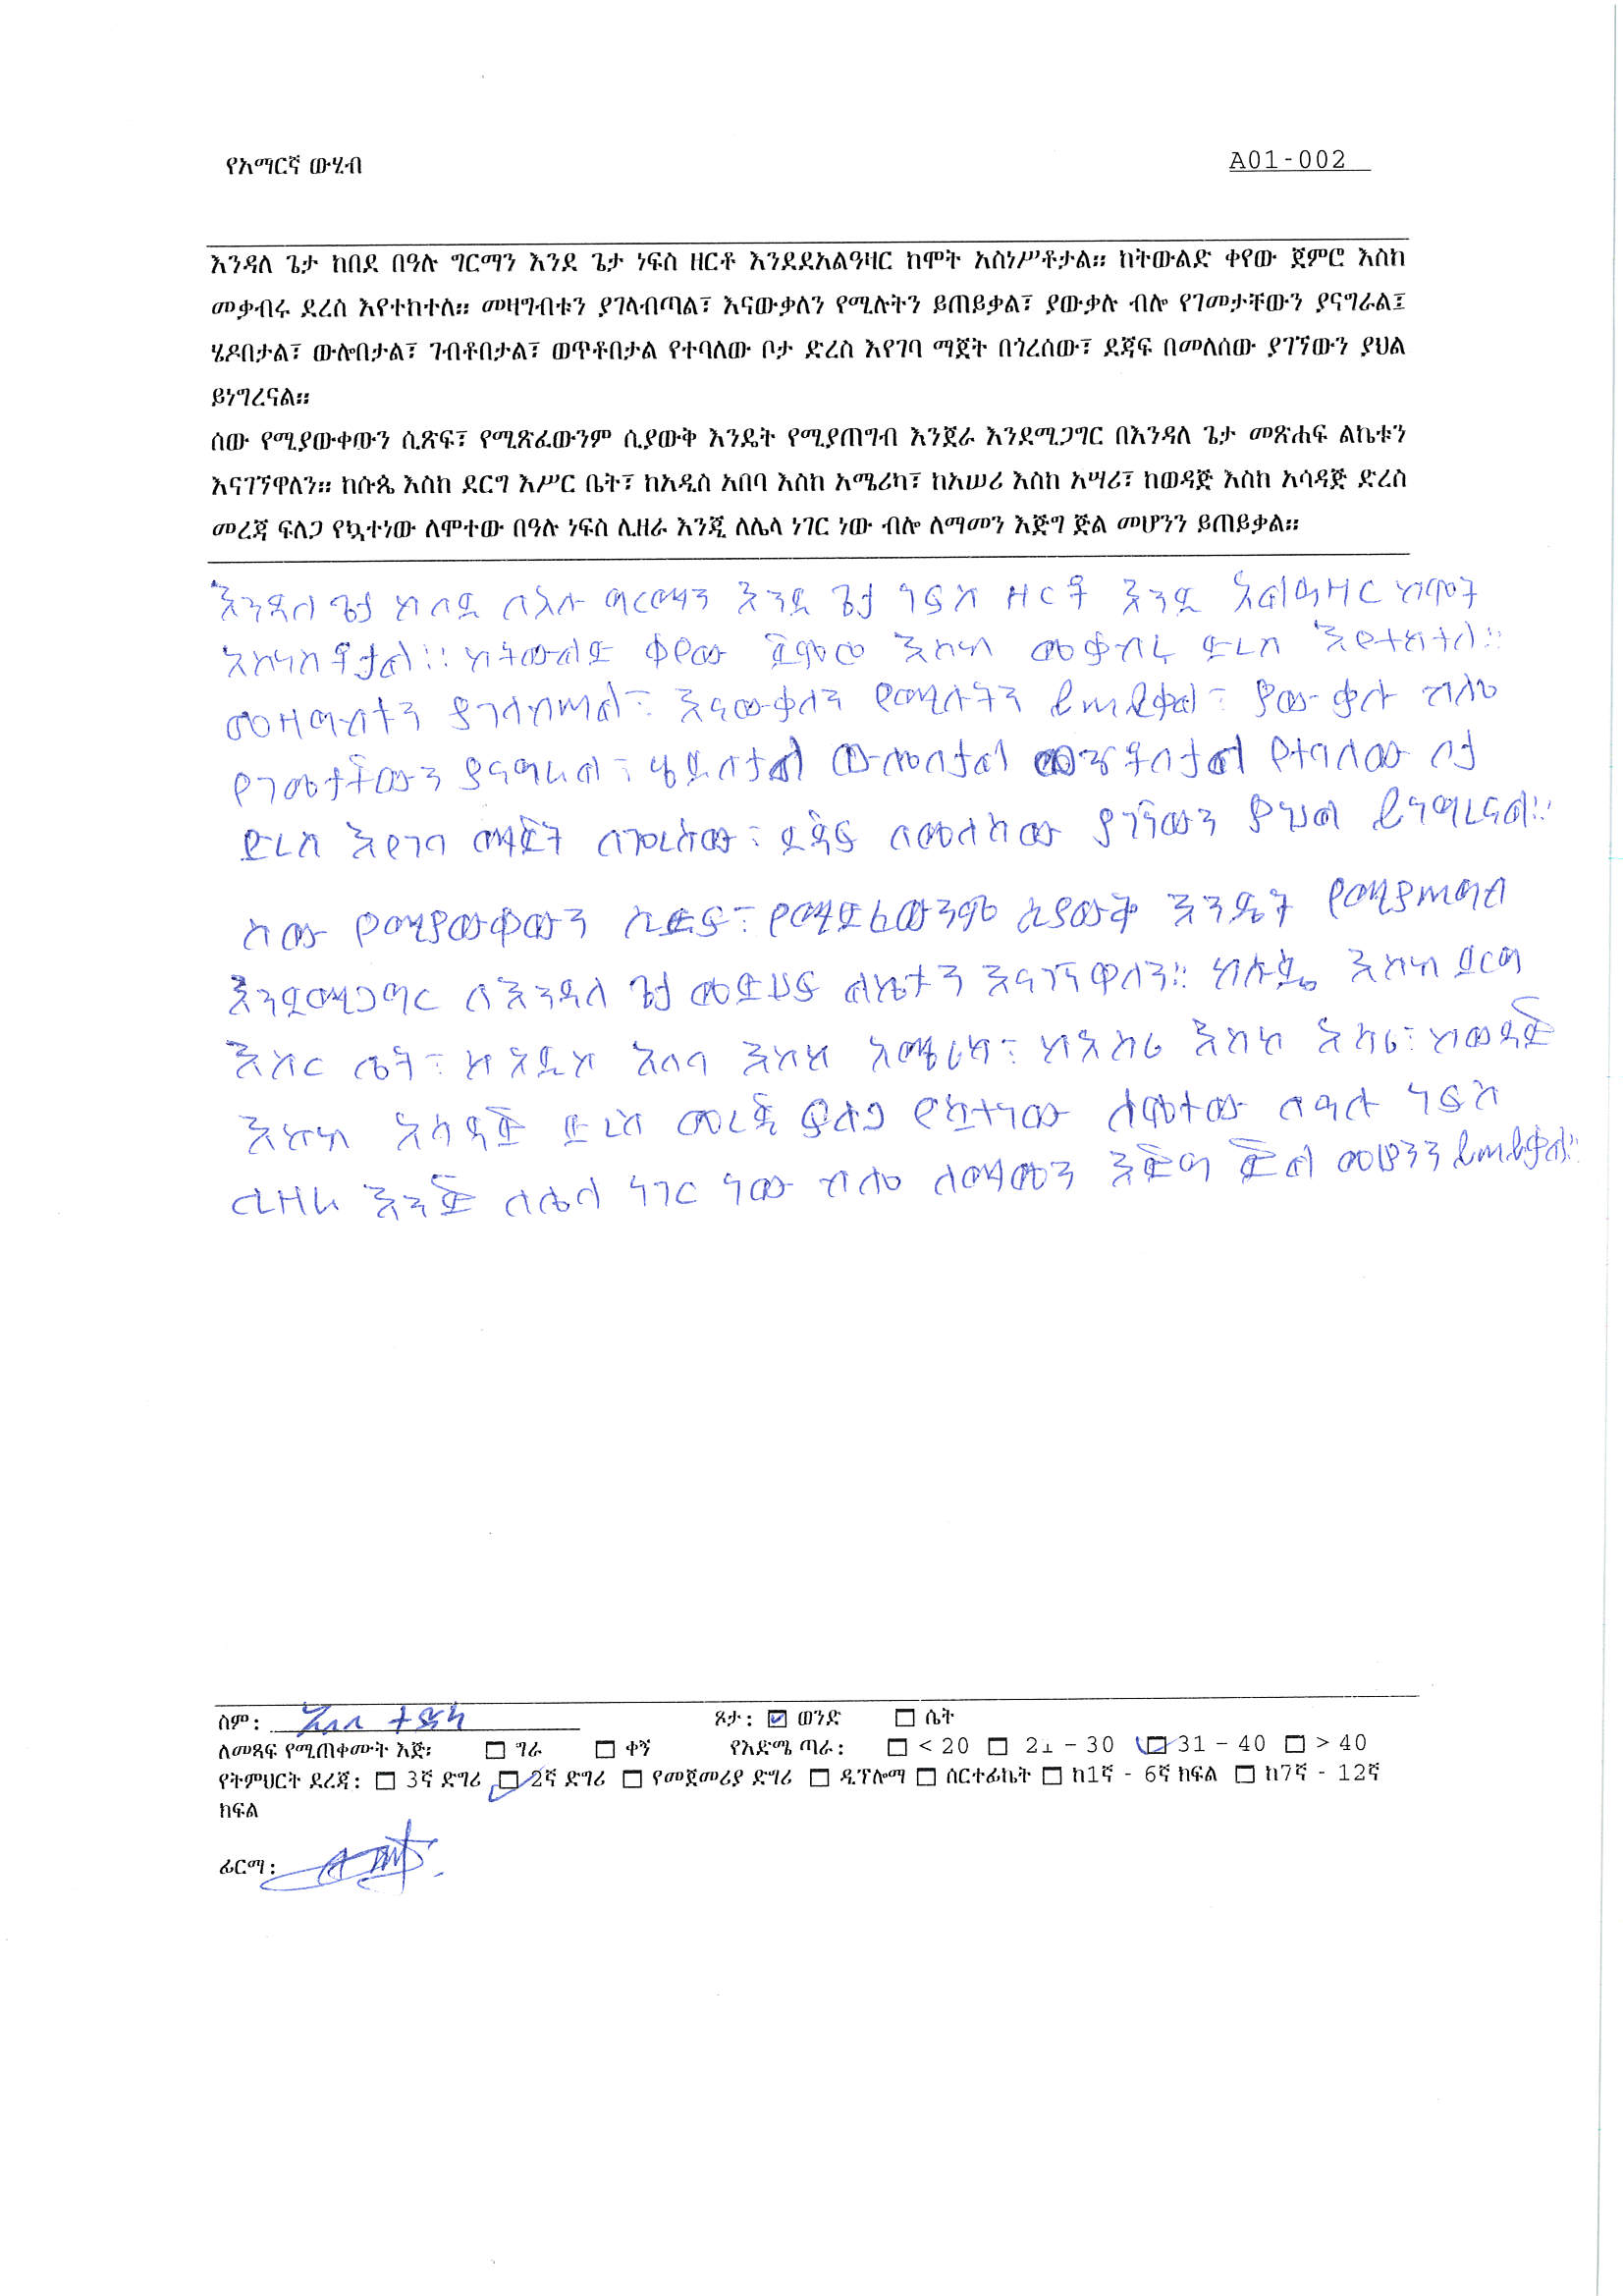 የአማርኛ ውሂብ
A01-002
እንዳለ ጌታ ከበደ በዓሉ ግርማን እንደ ጌታ ነፍስ ዘርቶ እንደደአልዓዛር ከሞት አስነሥቶታል። ከትውልድ ቀየው ጀምሮ እስከ
መቃብሩ ደረስ እየተከተለ። መዛግብቱን ያገላብጣል፣ እናውቃለን የሚሉትን ይጠይቃል፣ ያውቃሉ ብሎ የገመታቸውን ያናግራል፤
ሄዶበታል፣ ውሎበታል፣ ገብቶበታል፣ ወጥቶበታል የተባለው ቦታ ድረስ እየገባ ማጀት በጎረሰው፣ ደጃፍ በመለሰው ያገኘውን ያህል
ይነግረናል።
ሰው የሚያውቀውን ሲጽፍ፣ የሚጽፈውንም ሲያውቅ እንዴት የሚያጠግብ እንጀራ እንደሚጋግር በእንዳለ ጌታ መጽሐፍ ልኬቱን
እናገኘዋለን። ከሱጴ እስከ ደርግ እሥር ቤት፣ ከአዲስ አበባ እስከ አሜሪካ፣ ከአሠሪ እስከ አሣሪ፣ ከወዳጅ እስከ አሳዳጅ ድረስ
መረጃ ፍለጋ የኳተነው ለሞተው በዓሉ ነፍስ ሊዘራ እንጂ ለሌላ ነገር ነው ብሎ ለማመን እጅግ ጅል መሆንን ይጠይቃል።
እንዳለ ጌታ ከበደ በአሉ ግርማን እንደ ጌታ ነፍስ ዘርቶ እንደ አልዓዛር ከሞት
አስነስቶታል። ከትውልድ ቀየው ጀምሮ እስከ መቃብሩ ድረስ እየተከተለ።
መዛግብቱን ያገላብጣል፣ እናውቃለን የሚሉትን ይጠይቃል፣ ያውቃሉ ብሎ
የገመታቸውን ያናግራል፣ ሄዶበታል ውሎበታል የተባለው ቦታ
ድረስ እየገባ ማጀት በጎረሰው፣ ደጃፍ በመለሰው ያገኘውን ያህል ይነግረናል።
ሰው የሚያውቀውን ሲጽፍ፣ የሚጽፈውንም ሲያውቅ እንዴት የሚያጠግብ
እንደሚጋግር በእንዳለ ጌታ መጽሀፍ ልኬቱን እናገኘዋለን። ከሱጴ እስከ ደርግ
እስር ቤት፣ ከአዲስ አበባ እስከ አሜሪካ፣ ከአሰሪ እስከ አሳሪ፣ ከወዳጅ
እስከ አሳዳጅ ድረስ መረጃ ፍለጋ የኳተነው ለሞተው በዓሉ ነፍስ
ሊዘራ እንጅ ለሌላ ነገር ነው ብሎ ለማመን እጅግ ጅል መሆንን ይጠይቃል።
ስም: አበበ ተድላ ጾታ: ወንድ ሴት
ለመጻፍ የሚጠቀሙት እጅ: ግራ ቀኝ የእድሜ ጣራ: < 20 21 - 30 31 - 40 > 40
የትምህርት ደረጃ: 3ኛ ድግሪ 2ኛ ድግሪ የመጀመሪያ ድግሪ ዲፕሎማ ሰርተፊኬት ከ1ኛ - 6ኛ ክፍል ከ7ኛ - 12ኛ
ክፍል
ፊርማ: